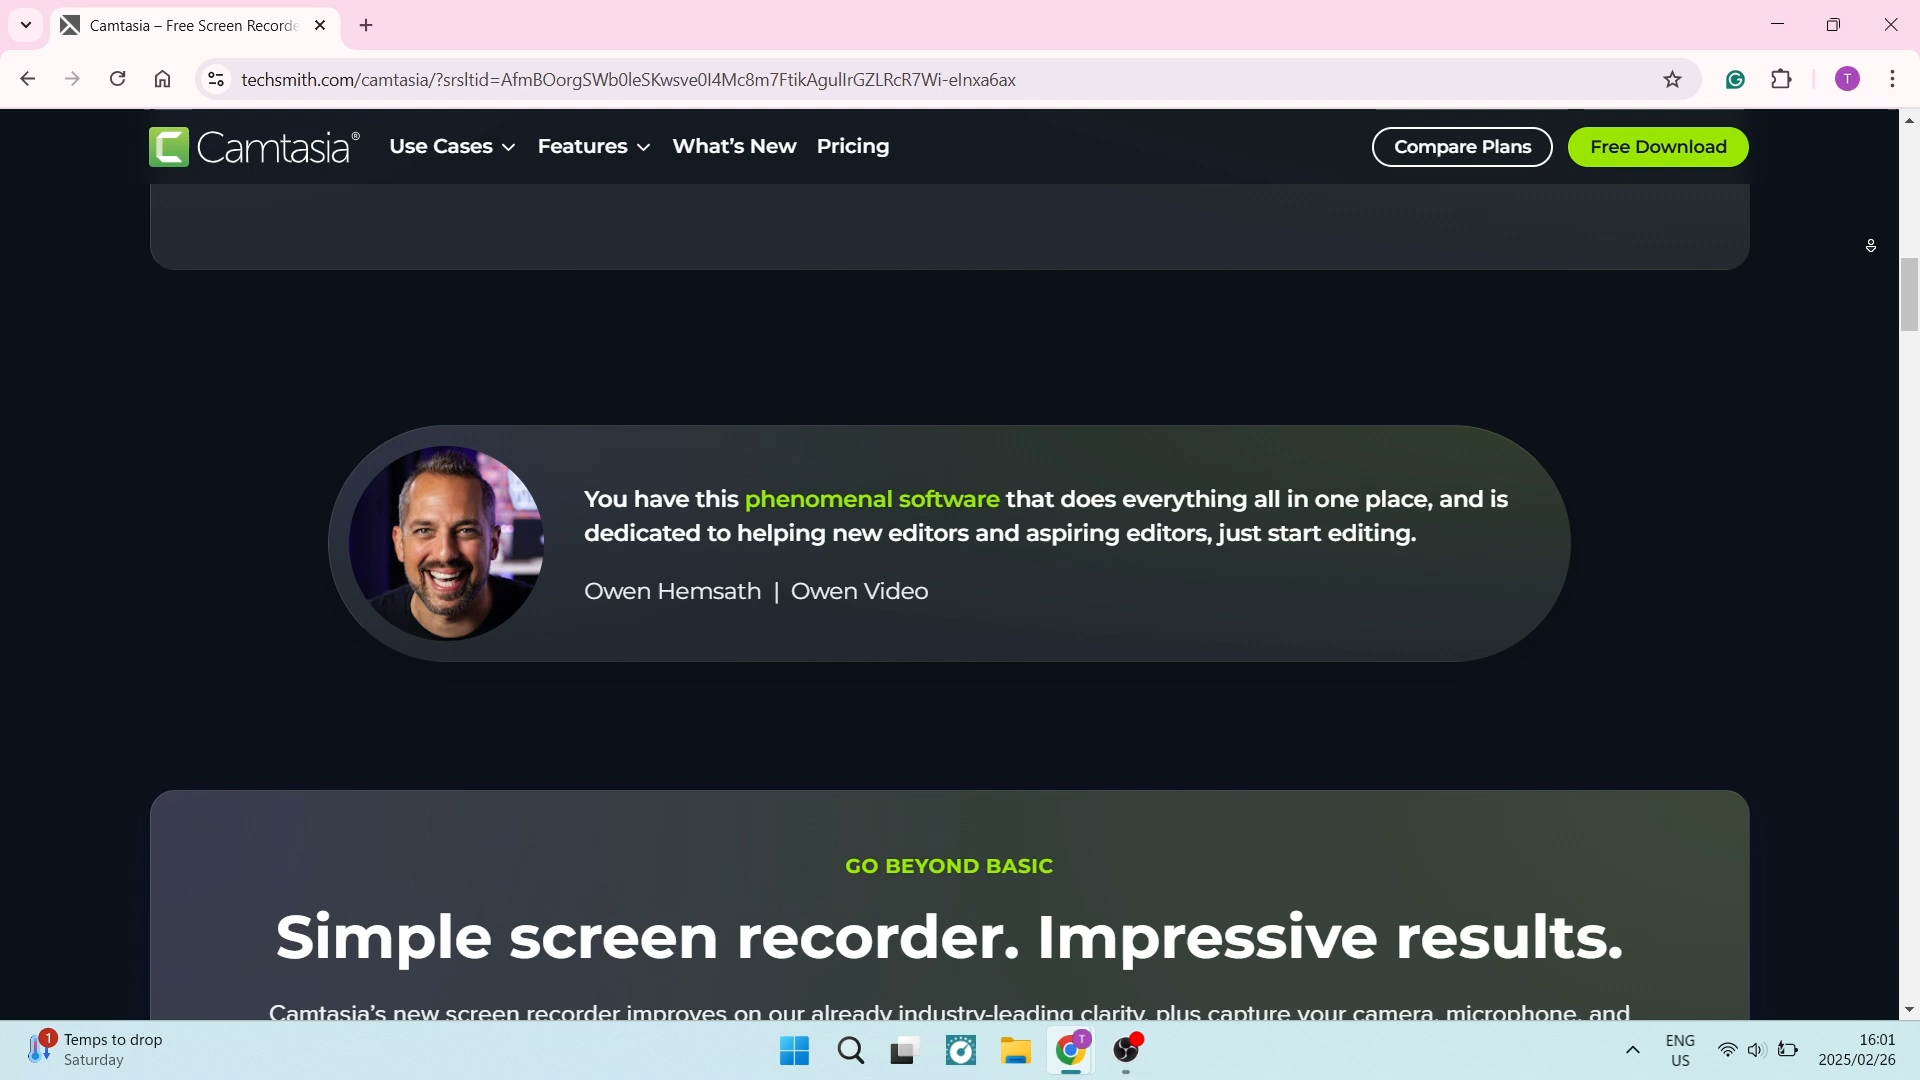 Camtasia – Free Screen Recorde
techsmith.com/camtasia/?srsltid=AfmBOorgSWb0leSKwsve0I4Mc8m7FtikAgulIrGZLRcR7Wi-eInxa6ax
T
Camtasia®
Use Cases
Features
What's New
Pricing
Compare Plans
Free Download
You have this phenomenal software that does everything all in one place, and is
dedicated to helping new editors and aspiring editors, just start editing.
Owen Hemsath | Owen Video
GO BEYOND BASIC
Simple screen recorder. Impressive results.
Camtasia's new screen recorder improves on our already industry-leading clarity, plus capture your camera, microphone, and
1
Temps to drop
Saturday
T
ENG
US
16:01
2025/02/26